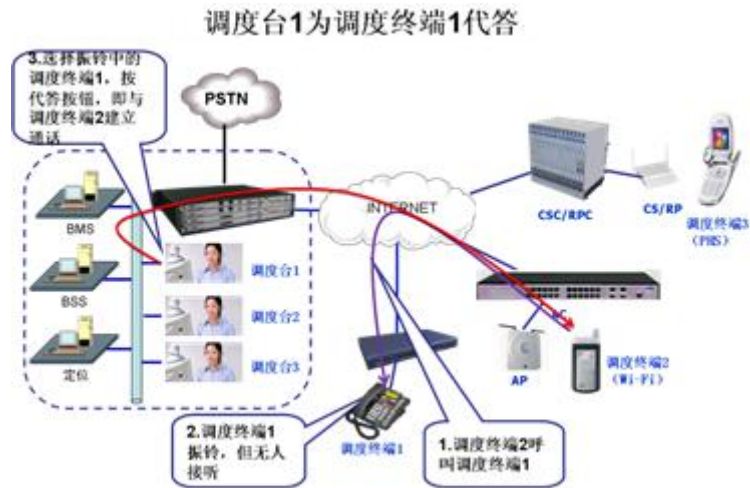 调度台1为调度终端1代答
3.选择振铃中的
调度终端1，按
代答按钮，即与
调度终端2建立
通话
PSTN
BMS
BSS
定位
调度台1
调度台2
调度台3
INTERNET
CSC/RPC
CS/RP
调度终端3
（PHS）
AP
调度终端2
（Wi-Fi）
2.调度终端1
振铃，但无人
接听
调度终端1
1.调度终端2呼
叫调度终端1